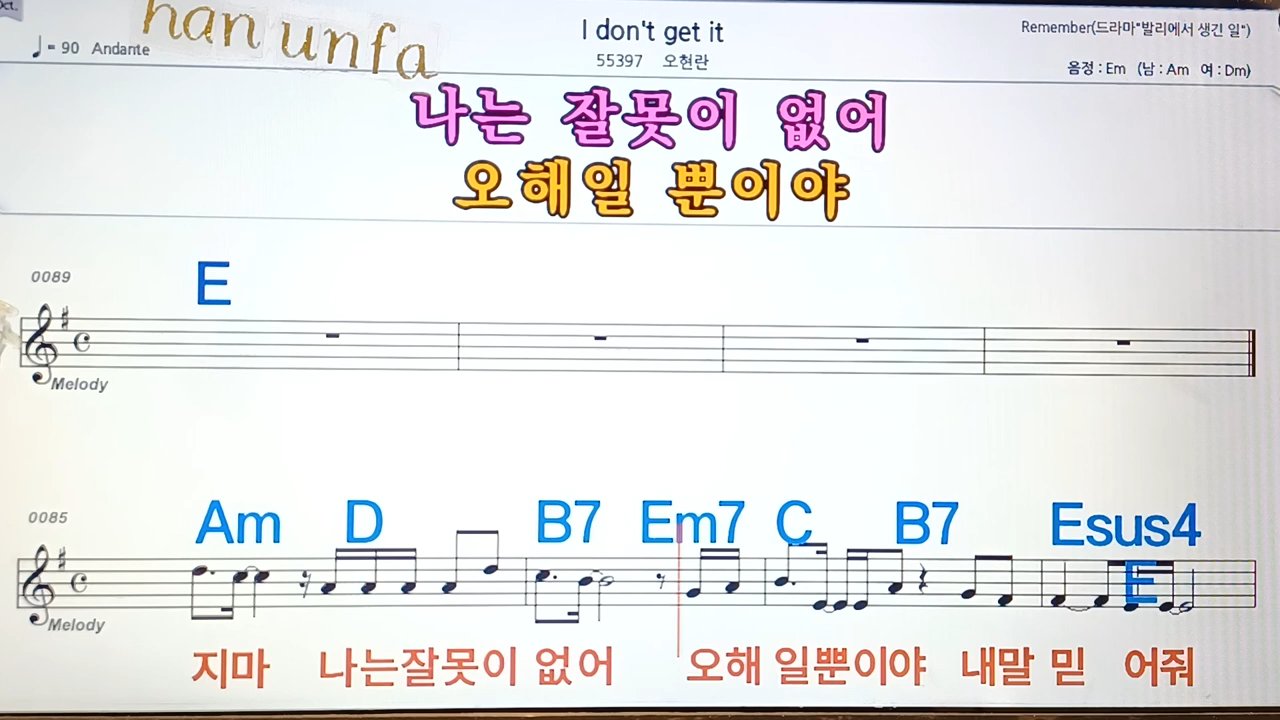 Oct.
han unfa
I don't get it
Remember(드라마"발리에서 생긴 일")
= 90 Andante
55397 오현란
음정 : Em (남 : Am 여 : Dm)
나는 잘못이 없어
오해일 뿐이야
0089
E
Melody
0085
Am D B7 Em7 C B7 Esus4
E
Melody
지마 나는잘못이 없어 오해 일뿐이야 내말 믿 어줘